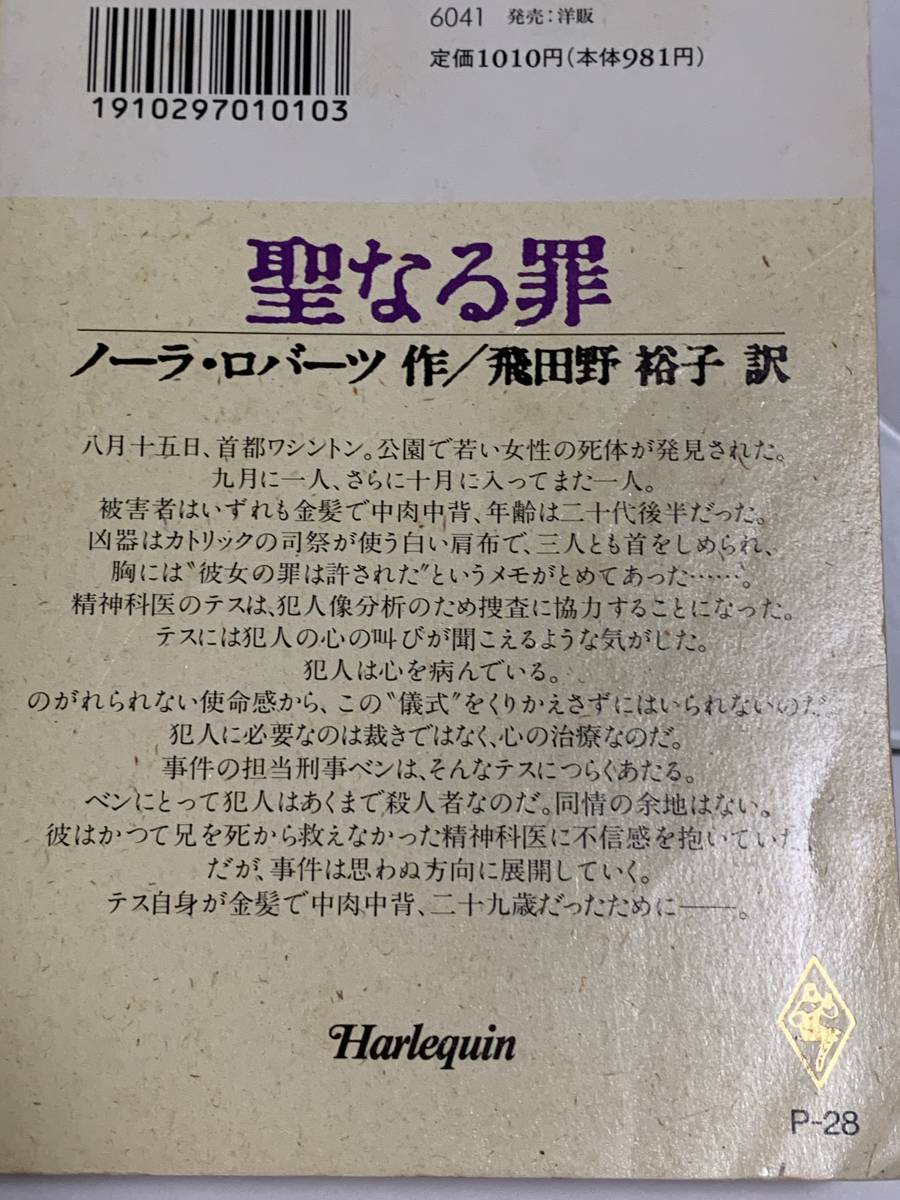 6041 発売：洋販
定価1010円（本体981円）
1910297010103
聖なる罪
ノーラ・ロバーツ 作／飛田野 裕子 訳
八月十五日、首都ワシントン。公園で若い女性の死体が発見された。
九月に一人、さらに十月に入ってまた一人。
被害者はいずれも金髪で中肉中背、年齢は二十代後半だった。
凶器はカトリックの司祭が使う白い肩布で、三人とも首をしめられ、
胸には〝彼女の罪は許された〟というメモがとめてあった……。
精神科医のテスは、犯人像分析のため捜査に協力することになった。
テスには犯人の心の叫びが聞こえるような気がした。
犯人は心を病んでいる。
のがれられない使命感から、この〝儀式〟をくりかえさずにはいられないのだ
犯人に必要なのは裁きではなく、心の治療なのだ。
事件の担当刑事ベンは、そんなテスにつらくあたる。
ベンにとって犯人はあくまで殺人者なのだ。同情の余地はない。
彼はかつて兄を死から救えなかった精神科医に不信感を抱いていた
だが、事件は思わぬ方向に展開していく。
テス自身が金髪で中肉中背、二十九歳だったために――。
Harlequin
P-28